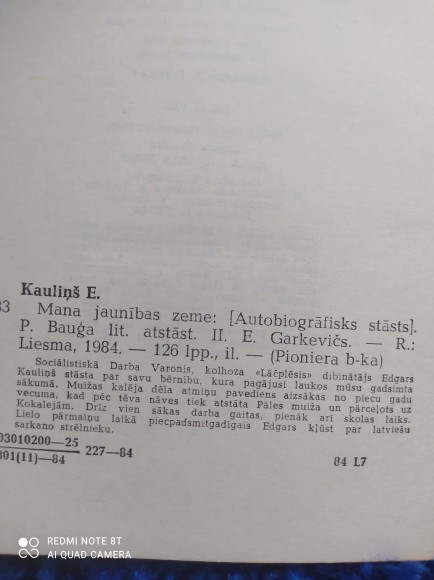 Kauliņš E.
83 Mana jaunības zeme: [Autobiogrāfisks stāsts].
P. Bauģa lit. atstāst. Il. E. Garkevičs. — R.:
Liesma, 1984. — 126 lpp., il. — (Pioniera b-ka)
Sociālistiskā Darba Varonis, kolhoza «Lāčplēsis» dibinātājs Edgars
Kauliņš stāsta par savu bērnību, kura pagājusi laukos mūsu gadsimta
sākumā. Muižas kalēja dēla atmiņu pavediens aizsākas no piecu gadu
vecuma, kad pēc tēva nāves tiek atstāta Pāles muiža un pārceļots uz
Kokalejām. Drīz vien sākas darba gaitas, pienāk arī skolas laiks.
Lielo pārmaiņu laikā piecpadsmitgadīgais Edgars kļūst par latviešu
sarkano strēlnieku.
03010200—25
801(11)—84
227—84
84 L7
REDMI NOTE 8T
AI QUAD CAMERA